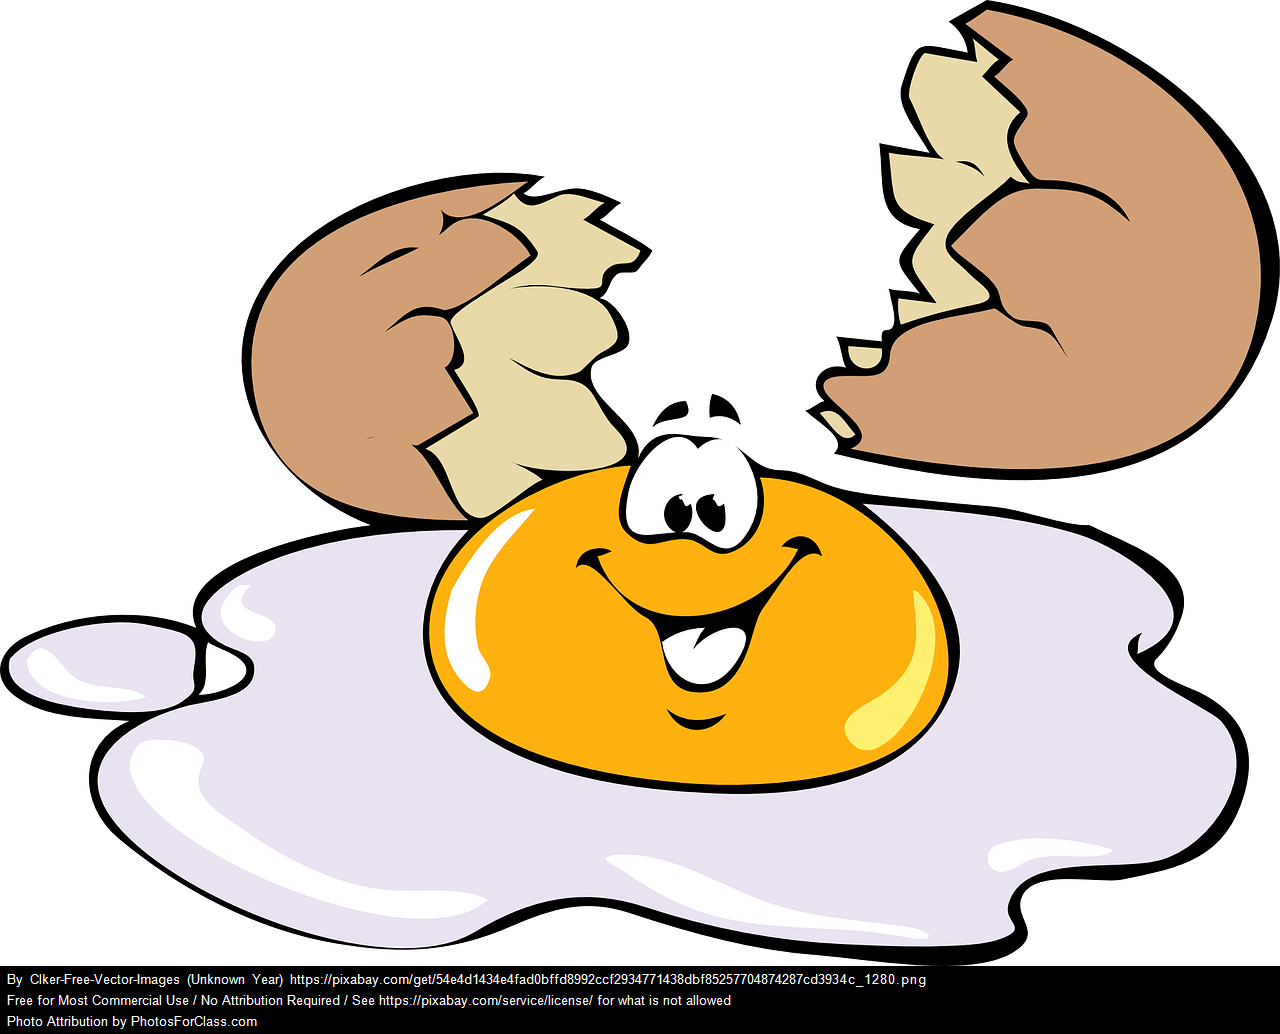 By Clker-Free-Vector-Images (Unknown Year) https://pixabay.com/get/54e4d1434e4fad0bffd8992ccf2934771438dbf85257704874287cd3934c_1280.png
Free for Most Commercial Use / No Attribution Required / See https://pixabay.com/service/license/ for what is not allowed
Photo Attribution by PhotosForClass.com